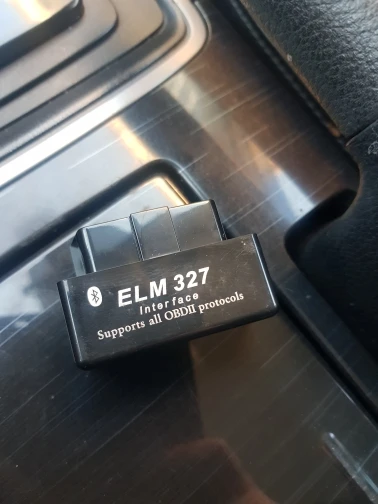 ELM 327
Interface
Supports all OBDII protocols